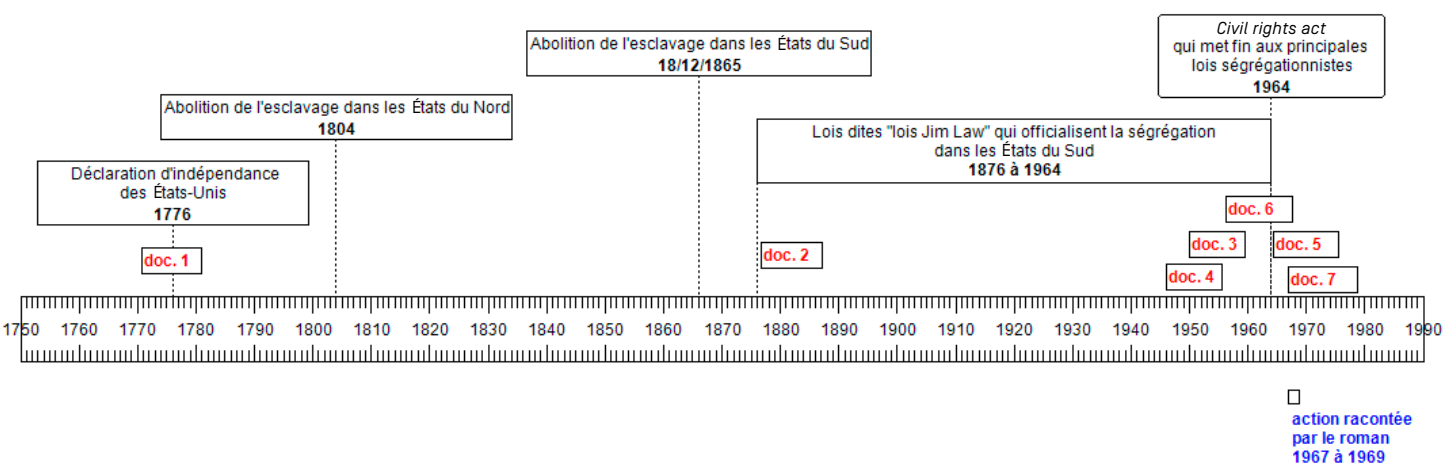 Civil rights act
qui met fin aux principales
lois ségrégationnistes
1964
Abolition de l'esclavage dans les États du Sud
18/12/1865
Abolition de l'esclavage dans les États du Nord
1804
Lois dites "lois Jim Law" qui officialisent la ségrégation
dans les États du Sud
1876 à 1964
Déclaration d'indépendance
des États-Unis
1776
doc. 6
doc. 1
doc. 2
doc. 3
doc. 5
doc. 4
doc. 7
1750 1760 1770 1780 1790 1800 1810 1820 1830 1840 1850 1860 1870 1880 1890 1900 1910 1920 1930 1940 1950 1960 1970 1980 1990
action racontée
par le roman
1967 à 1969